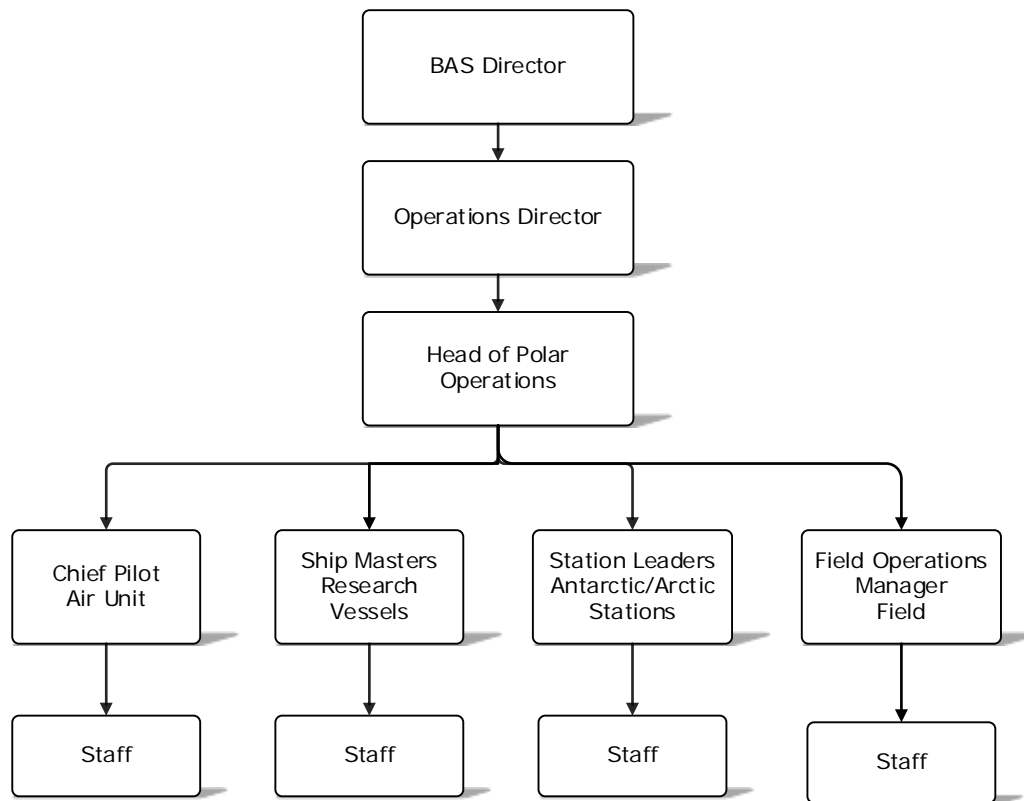 BAS Director
Operations Director
Head of Polar
Operations
Chief Pilot
Air Unit
Ship Masters
Research
Vessels
Station Leaders
Antarctic/Arctic
Stations
Field Operations
Manager
Field
Staff
Staff
Staff
Staff